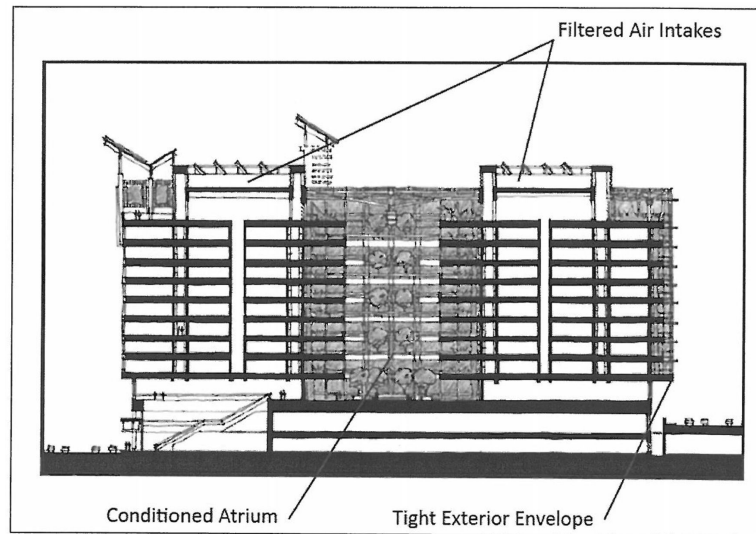 Filtered Air Intakes
Conditioned Atrium
Tight Exterior Envelope